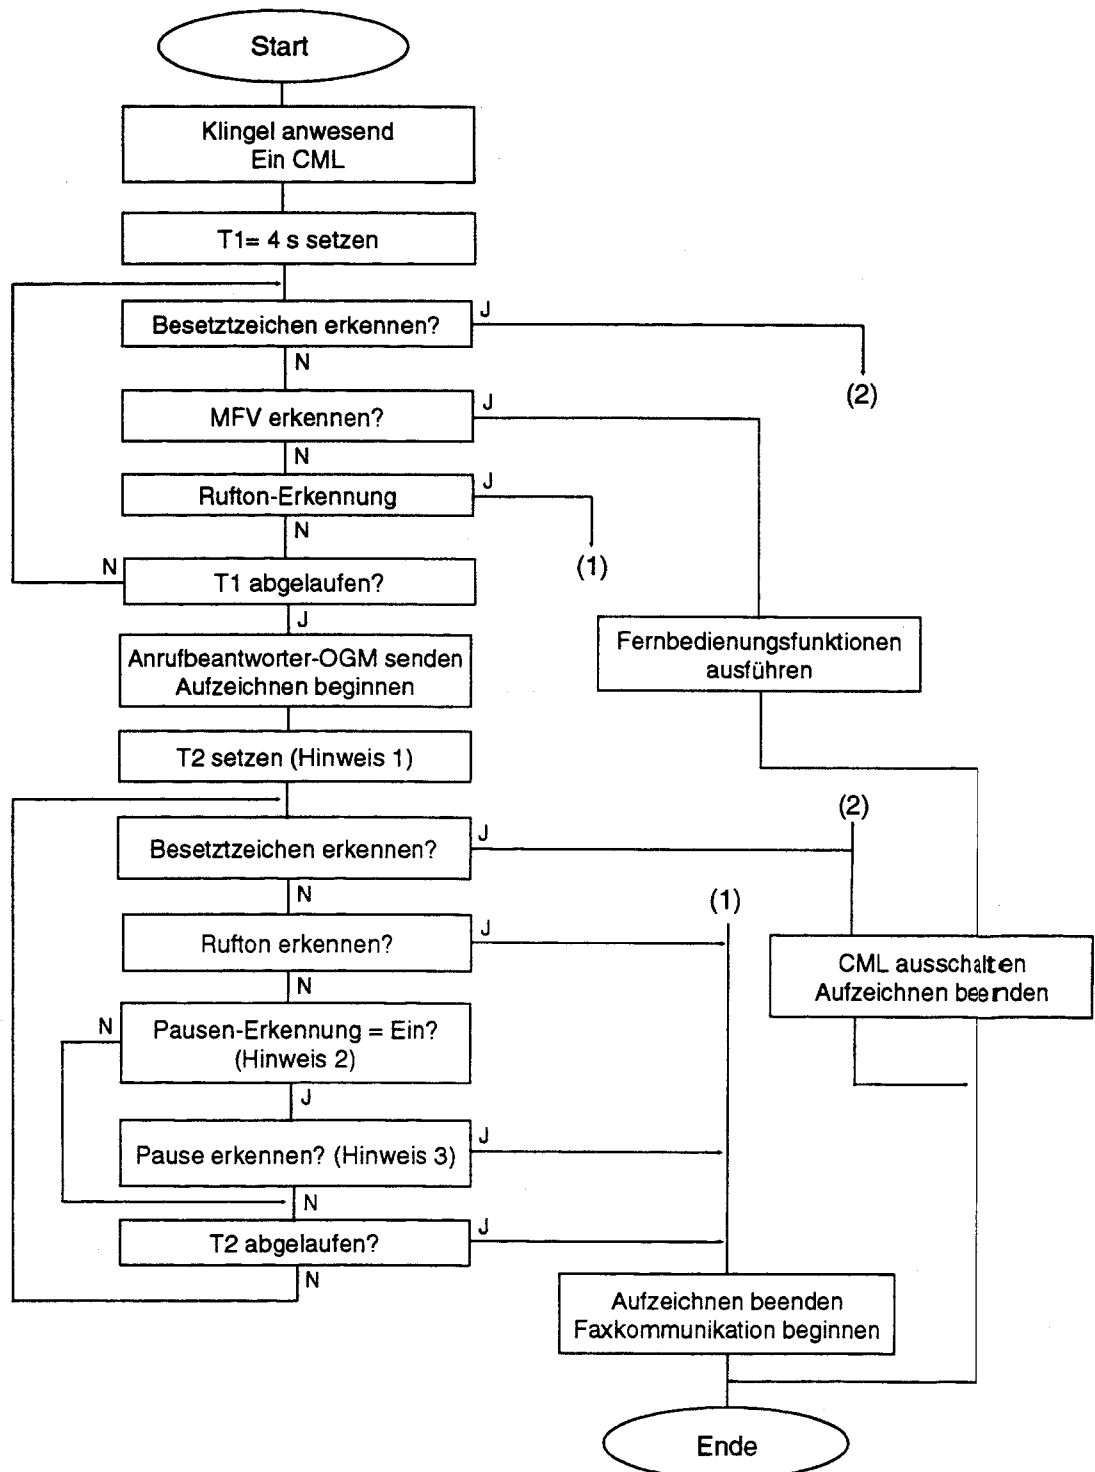 Start
Klingel anwesend
Ein CML
T1= 4 s setzen
Besetztzeichen erkennen?
J
N
(2)
MFV erkennen?
J
N
Rufton-Erkennung
J
N
(1)
T1 abgelaufen?
N
J
Fernbedienungsfunktionen
ausführen
Anrufbeantworter-OGM senden
Aufzeichnen beginnen
T2 setzen (Hinweis 1)
(2)
Besetztzeichen erkennen?
J
N
(1)
Rufton erkennen?
J
N
CML ausschalten
Aufzeichnen beenden
Pausen-Erkennung = Ein?
(Hinweis 2)
N
J
Pause erkennen? (Hinweis 3)
J
N
T2 abgelaufen?
J
N
Aufzeichnen beenden
Faxkommunikation beginnen
Ende